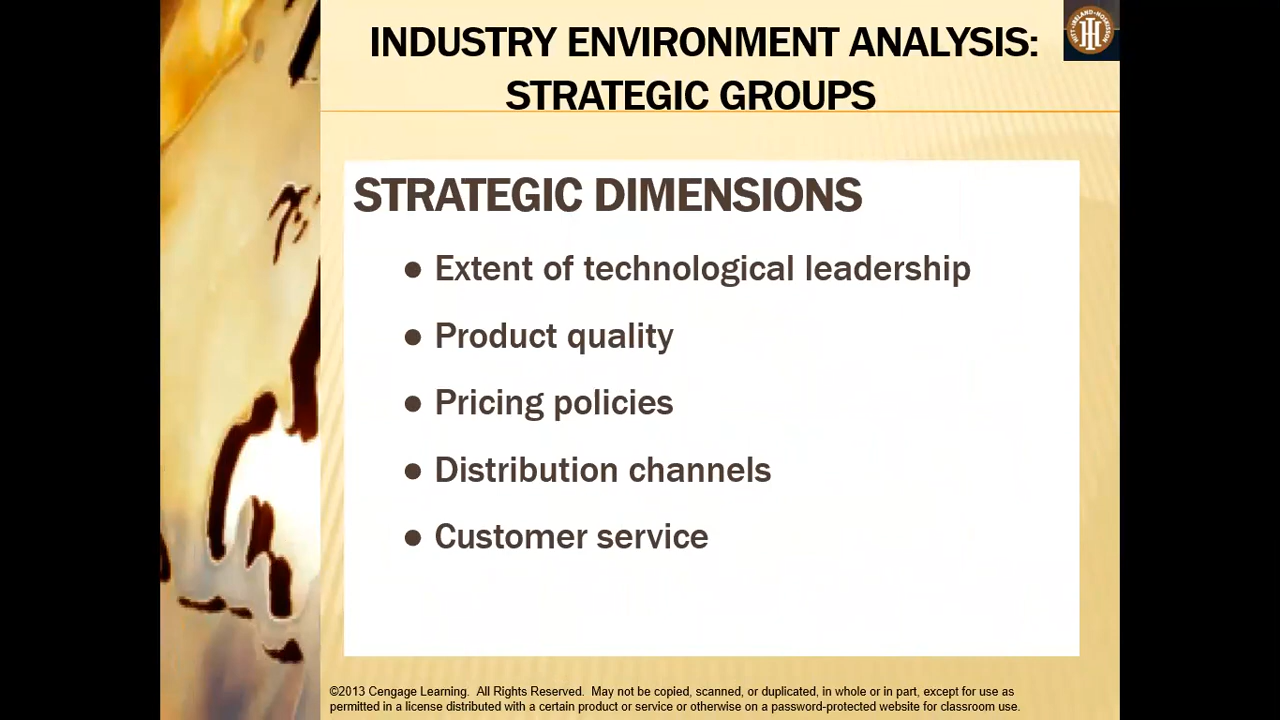 INDUSTRY ENVIRONMENT ANALYSIS:
STRATEGIC GROUPS
HITT•IRELAND•HOSKISSON
STRATEGIC DIMENSIONS
● Extent of technological leadership
● Product quality
● Pricing policies
● Distribution channels
● Customer service
©2013 Cengage Learning. All Rights Reserved. May not be copied, scanned, or duplicated, in whole or in part, except for use as
permitted in a license distributed with a certain product or service or otherwise on a password-protected website for classroom use.